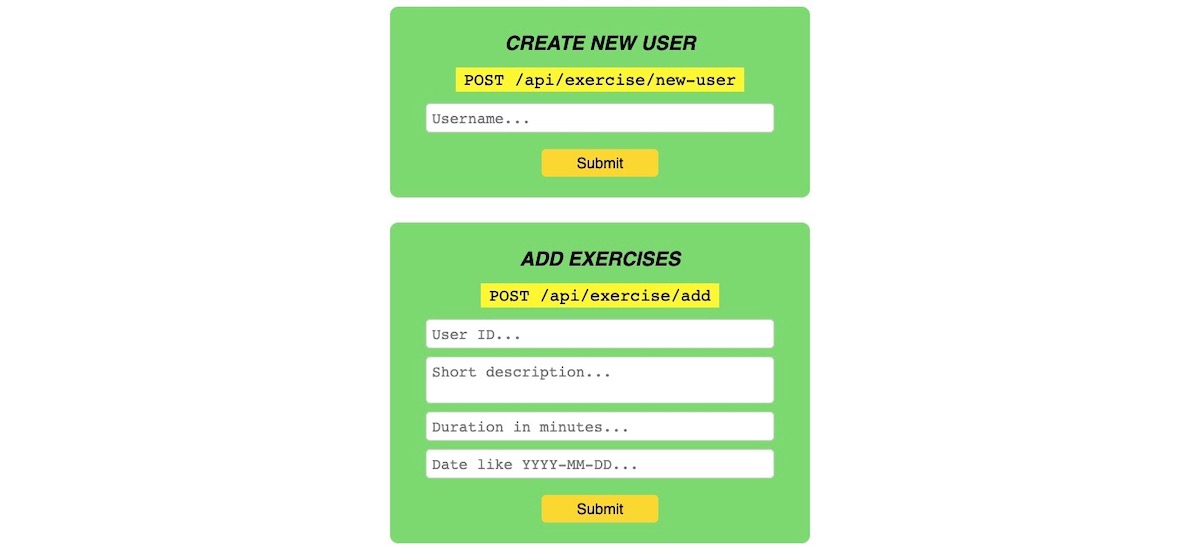 CREATE NEW USER
POST /api/exercise/new-user
Username...
Submit
ADD EXERCISES
POST /api/exercise/add
User ID...
Short description...
Duration in minutes...
Date like YYYY-MM-DD...
Submit